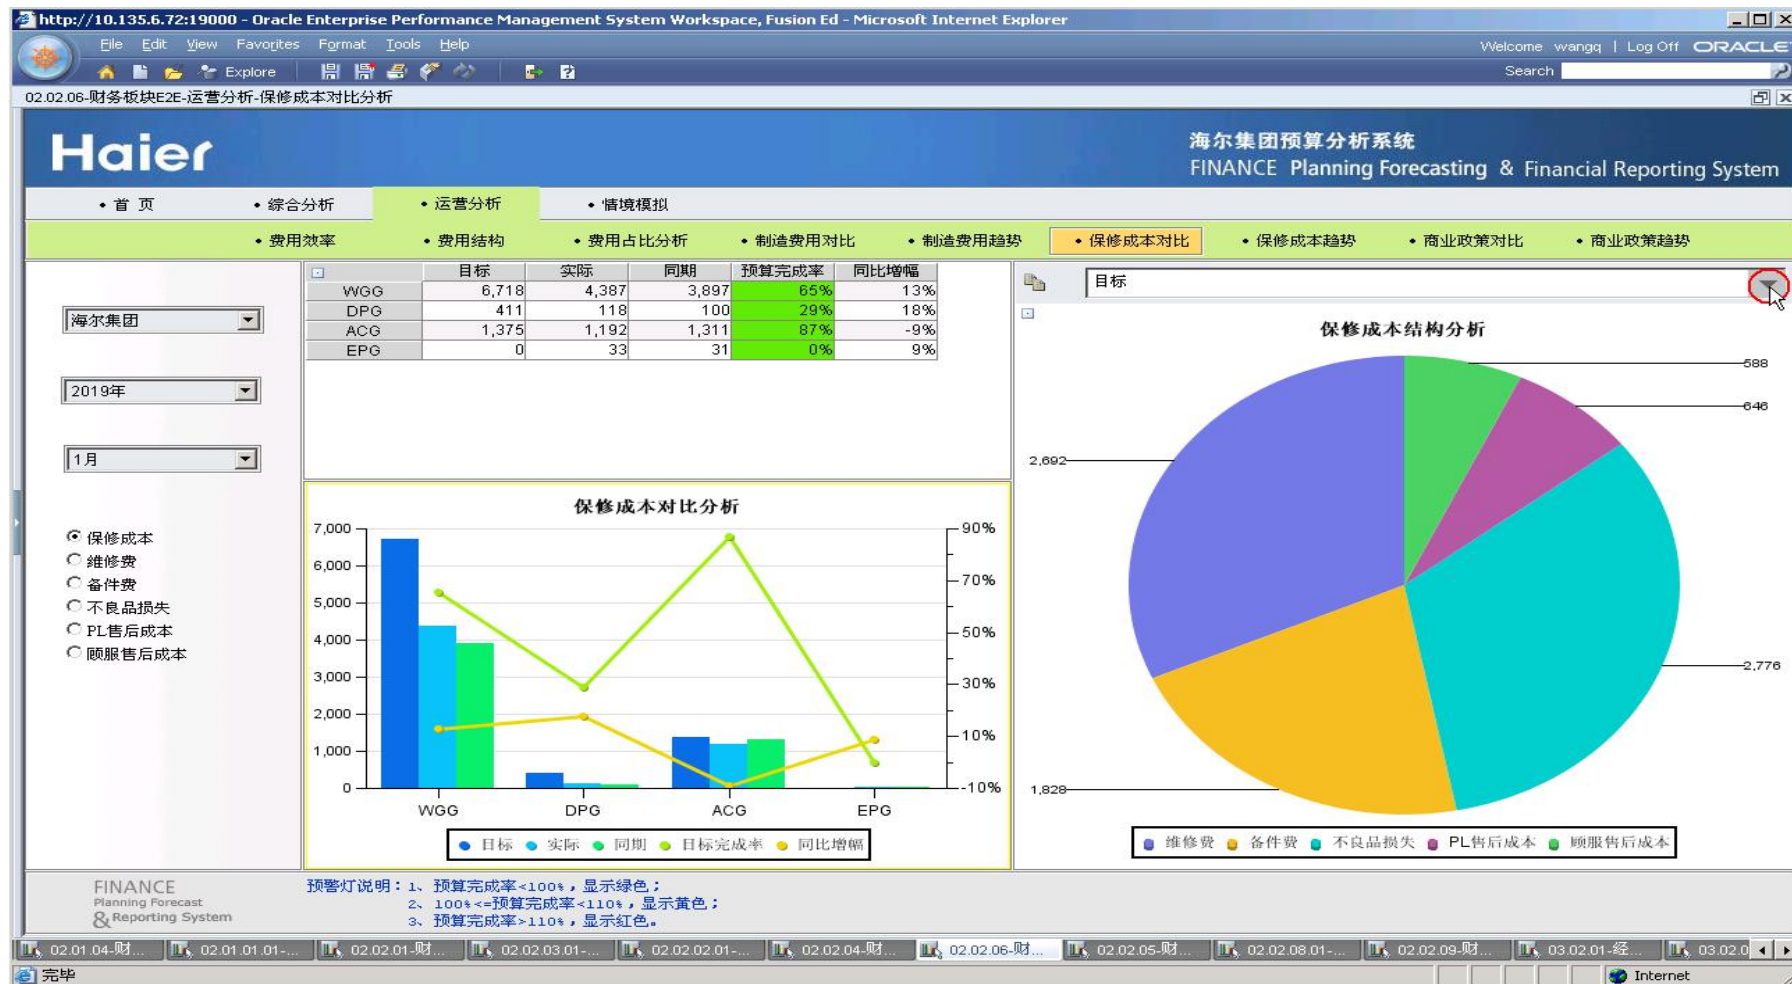 http://10.135.6.72:19000 - Oracle Enterprise Performance Management System Workspace, Fusion Ed - Microsoft Internet Explorer
File Edit View Favorites Format Tools Help
Welcome wangq | Log Off ORACLE
Explore
Search
02.02.06-财务板块E2E-运营分析-保修成本对比分析
Haier
海尔集团预算分析系统
FINANCE Planning Forecasting & Financial Reporting System
• 首 页 • 综合分析 • 运营分析 • 情境模拟
• 费用效率 • 费用结构 • 费用占比分析 • 制造费用对比 • 制造费用趋势 • 保修成本对比 • 保修成本趋势 • 商业政策对比 • 商业政策趋势
海尔集团
2019年
1月
保修成本
维修费
备件费
不良品损失
PL售后成本
顾服售后成本
目标 实际 同期 预算完成率 同比增幅
WGG 6,718 4,387 3,897 65% 13%
DPG 411 118 100 29% 18%
ACG 1,375 1,192 1,311 87% -9%
EPG 0 33 31 0% 9%
保修成本对比分析
7,000
6,000
5,000
4,000
3,000
2,000
1,000
0
90%
70%
50%
30%
10%
-10%
WGG DPG ACG EPG
目标 实际 同期 目标完成率 同比增幅
目标
保修成本结构分析
588
646
2,692
2,776
1,828
维修费 备件费 不良品损失 PL售后成本 顾服售后成本
FINANCE
Planning Forecast
& Reporting System
预警灯说明：1、预算完成率<100%，显示绿色；
2、100%<=预算完成率<110%，显示黄色；
3、预算完成率>110%，显示红色。
02.01.04-财... 02.01.01.01-... 02.02.01-财... 02.02.03.01-... 02.02.02.01-... 02.02.04-财... 02.02.06-财... 02.02.05-财... 02.02.08.01-... 02.02.09-财... 03.02.01-经... 03.02.0
完毕
Internet